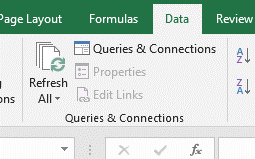 Page Layout Formulas Data Review
Refresh All
Queries & Connections
Properties
Edit Links
Queries & Connections
A Z
Z A
fx